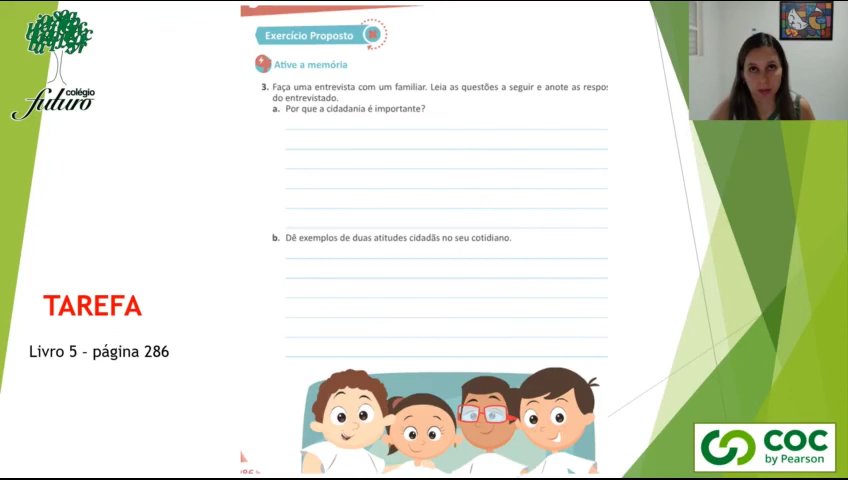 colégio
futuro
Exercício Proposto
Ative a memória
3. Faça uma entrevista com um familiar. Leia as questões a seguir e anote as respos
do entrevistado.
a. Por que a cidadania é importante?
b. Dê exemplos de duas atitudes cidadãs no seu cotidiano.
TAREFA
Livro 5 - página 286
COC
by Pearson